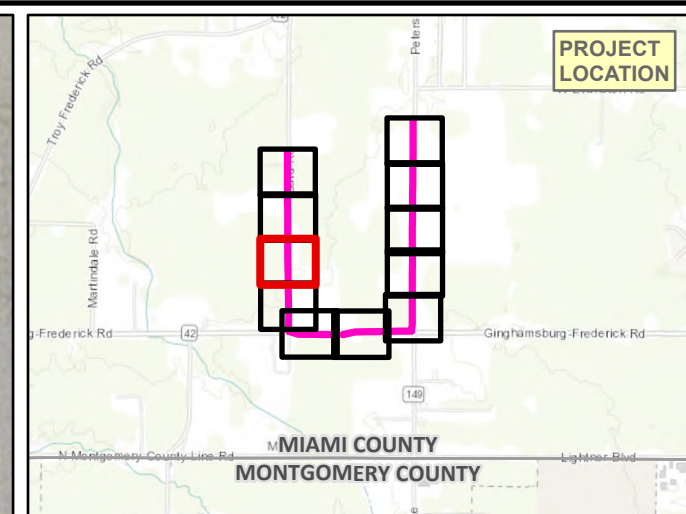 PROJECT
LOCATION
Peters
Troy Frederick Rd
Martindale Rd
g-Frederick Rd
42
Ginghamsburg-Frederick Rd
149
MIAMI COUNTY
N Montgomery County Line Rd
Lightner Blvd
MONTGOMERY COUNTY